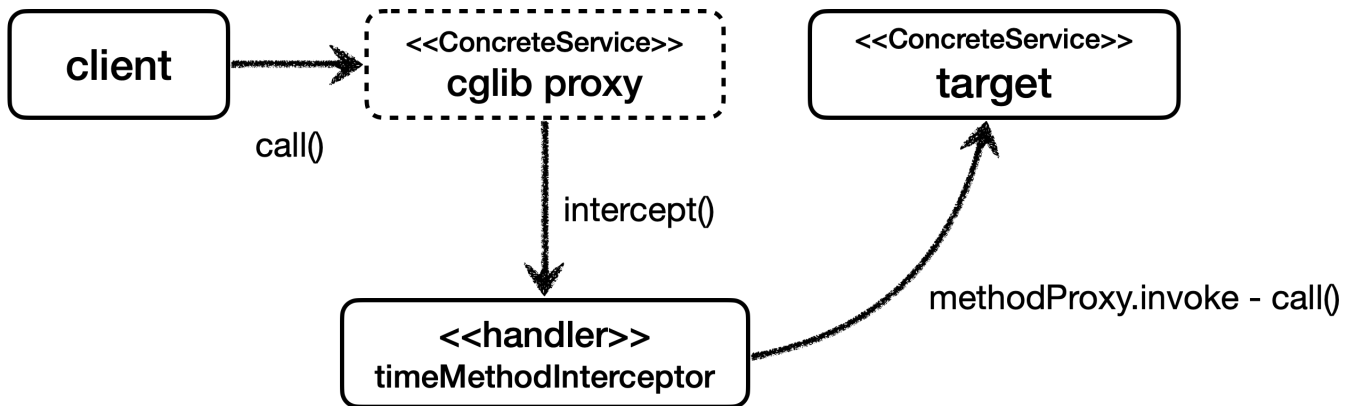 client
call()
<<ConcreteService>>
cglib proxy
<<ConcreteService>>
target
intercept()
methodProxy.invoke - call()
<<handler>>
timeMethodInterceptor